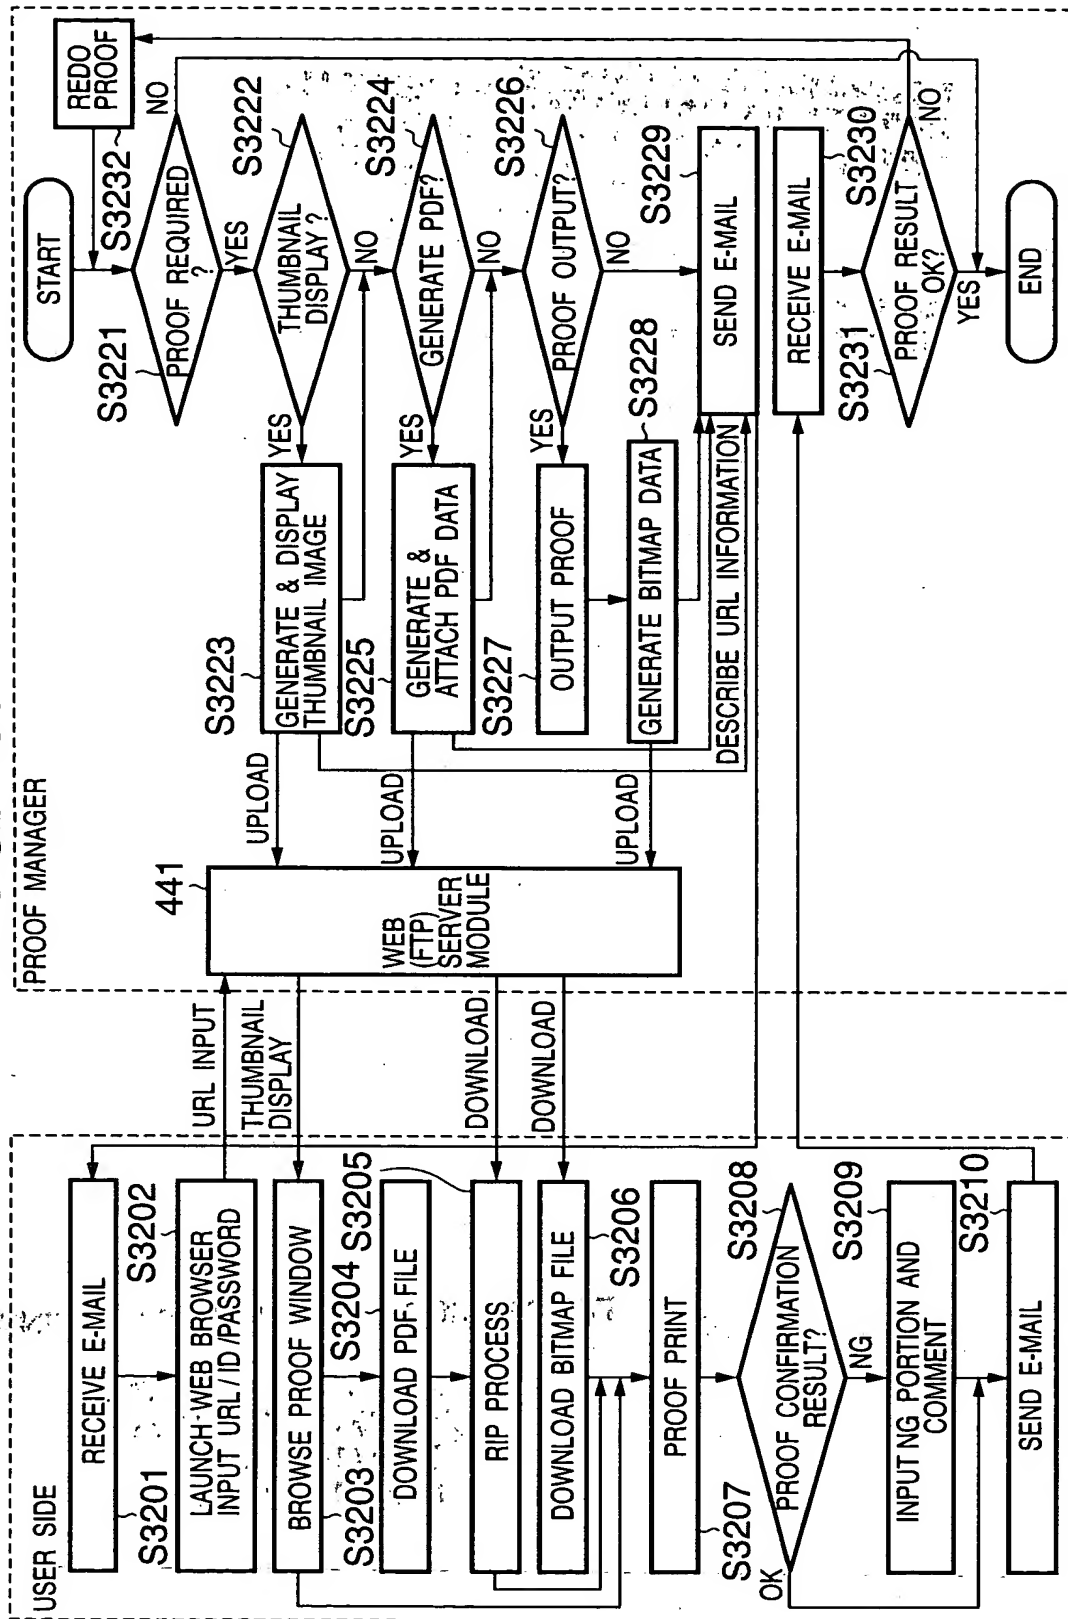 PROOF MANAGER
START
REDO
PROOF
S3232
S3221
PROOF REQUIRED
?
NO
YES
S3222
THUMBNAIL
DISPLAY?
YES
NO
S3223
GENERATE & DISPLAY
THUMBNAIL IMAGE
S3224
GENERATE PDF?
YES
NO
S3225
GENERATE &
ATTACH PDF DATA
S3226
PROOF OUTPUT?
YES
NO
S3227
OUTPUT PROOF
S3228
GENERATE BITMAP DATA
S3229
SEND E-MAIL
DESCRIBE URL INFORMATION
RECEIVE E-MAIL
S3230
S3231
PROOF RESULT
OK?
NO
YES
END
UPLOAD
UPLOAD
UPLOAD
441
WEB
(FTP)
SERVER
MODULE
URL INPUT
THUMBNAIL
DISPLAY
DOWNLOAD
DOWNLOAD
USER SIDE
RECEIVE E-MAIL
S3201
S3202
LAUNCH WEB BROWSER
INPUT URL/ID/PASSWORD
BROWSE PROOF WINDOW
S3203
S3204
DOWNLOAD PDF FILE
S3205
RIP PROCESS
DOWNLOAD BITMAP FILE
S3206
PROOF PRINT
S3207
S3208
PROOF CONFIRMATION
RESULT?
OK
NG
S3209
INPUT NG PORTION AND
COMMENT
S3210
SEND E-MAIL